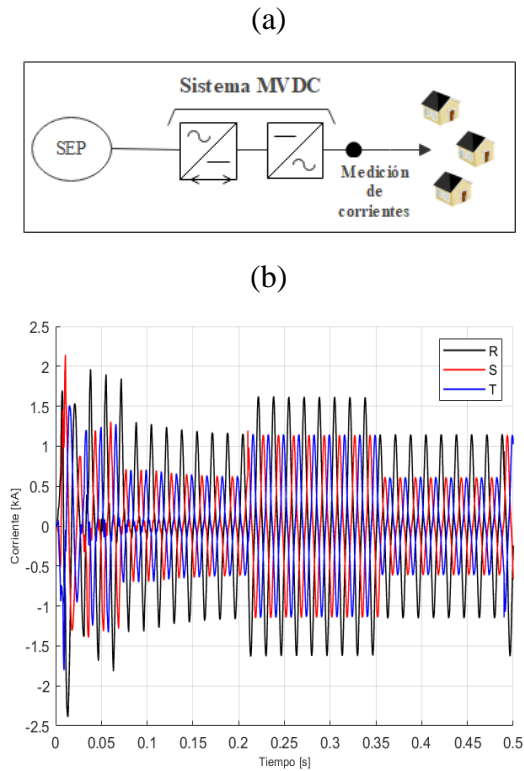 (a)
Sistema MVDC
SEP
Medición
de
corrientes
(b)
2.5
2
1.5
1
0.5
0
-0.5
-1
-1.5
-2
-2.5
Corriente [kA]
R
S
T
0
0.05
0.1
0.15
0.2
0.25
0.3
0.35
0.4
0.45
0.5
Tiempo [s]